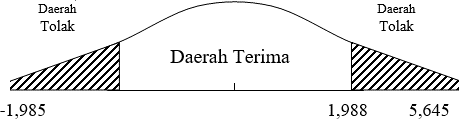 Daerah
Tolak
Daerah
Tolak
Daerah Terima
-1,985
1,988
5,645